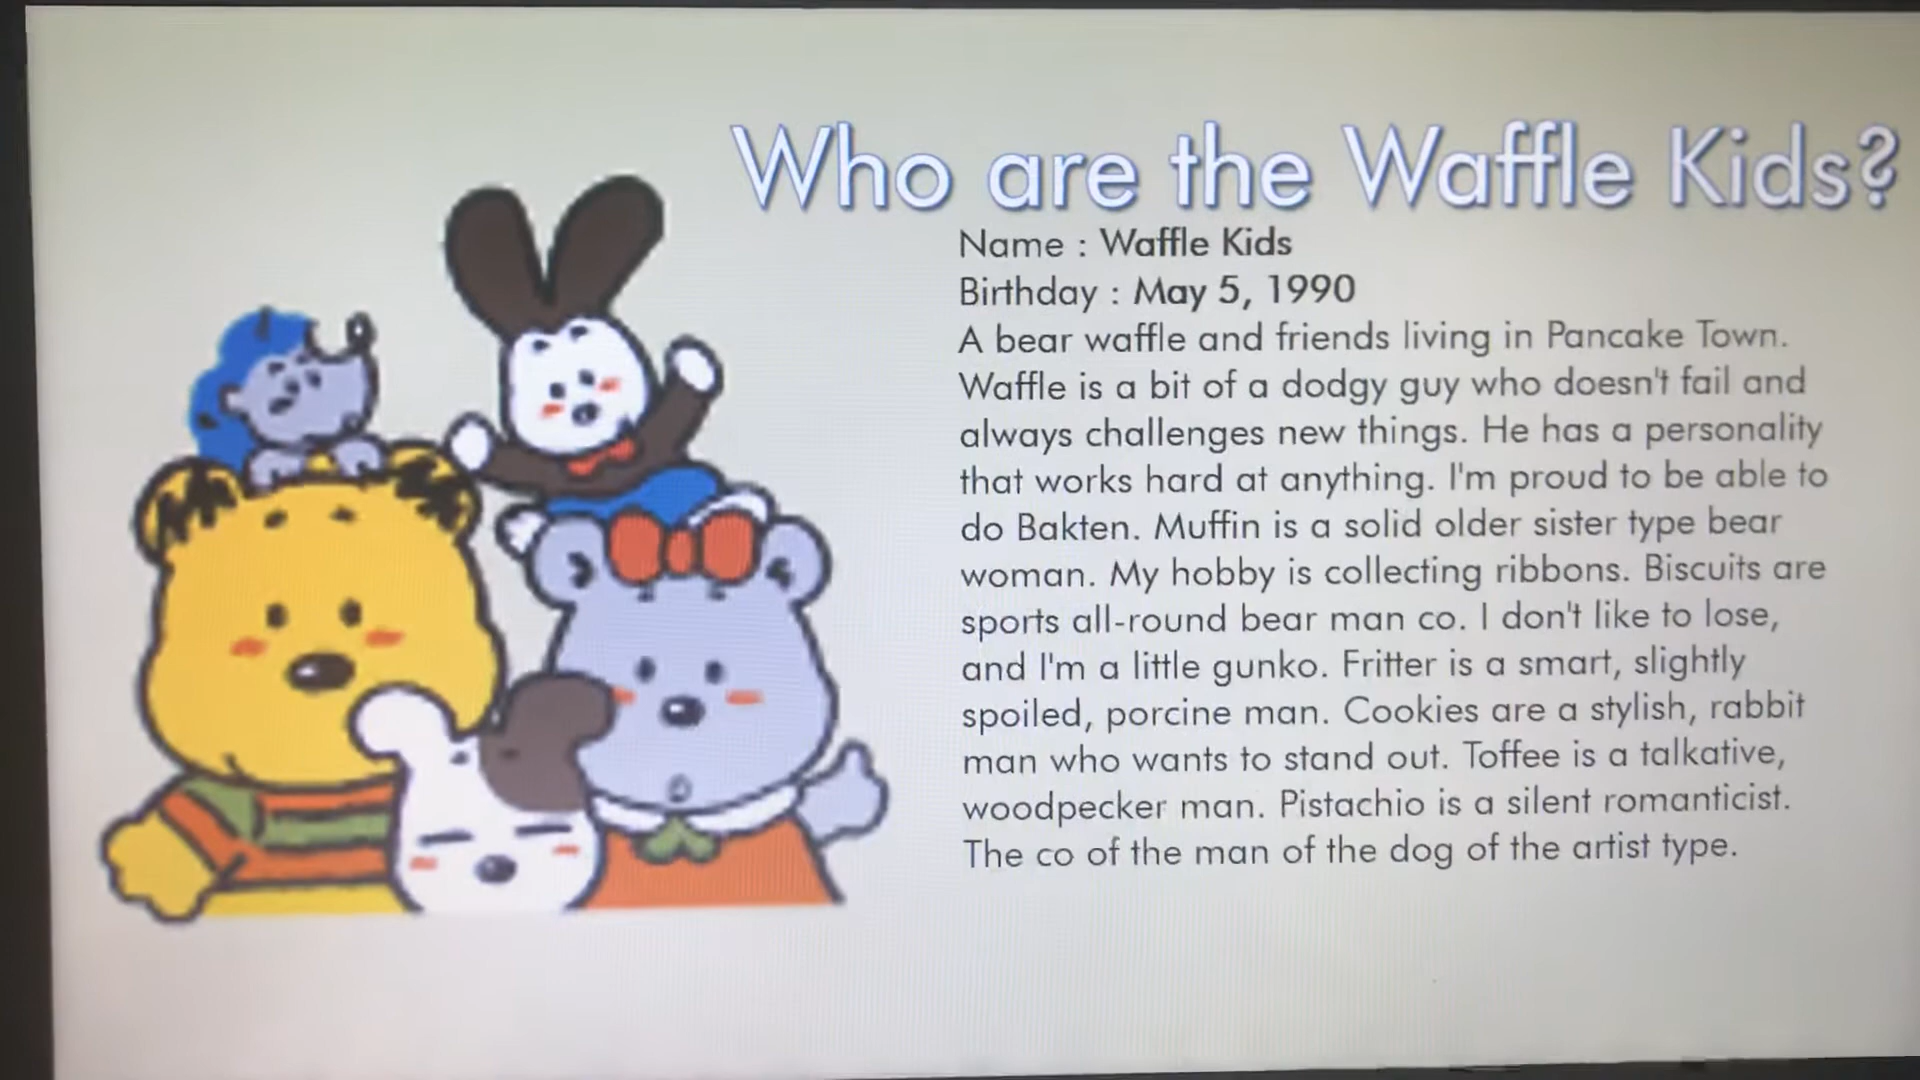 Who are the Waffle Kids?
Name : Waffle Kids
Birthday : May 5, 1990
A bear waffle and friends living in Pancake Town.
Waffle is a bit of a dodgy guy who doesn't fail and
always challenges new things. He has a personality
that works hard at anything. I'm proud to be able to
do Bakten. Muffin is a solid older sister type bear
woman. My hobby is collecting ribbons. Biscuits are
sports all-round bear man co. I don't like to lose,
and I'm a little gunko. Fritter is a smart, slightly
spoiled, porcine man. Cookies are a stylish, rabbit
man who wants to stand out. Toffee is a talkative,
woodpecker man. Pistachio is a silent romanticist.
The co of the man of the dog of the artist type.